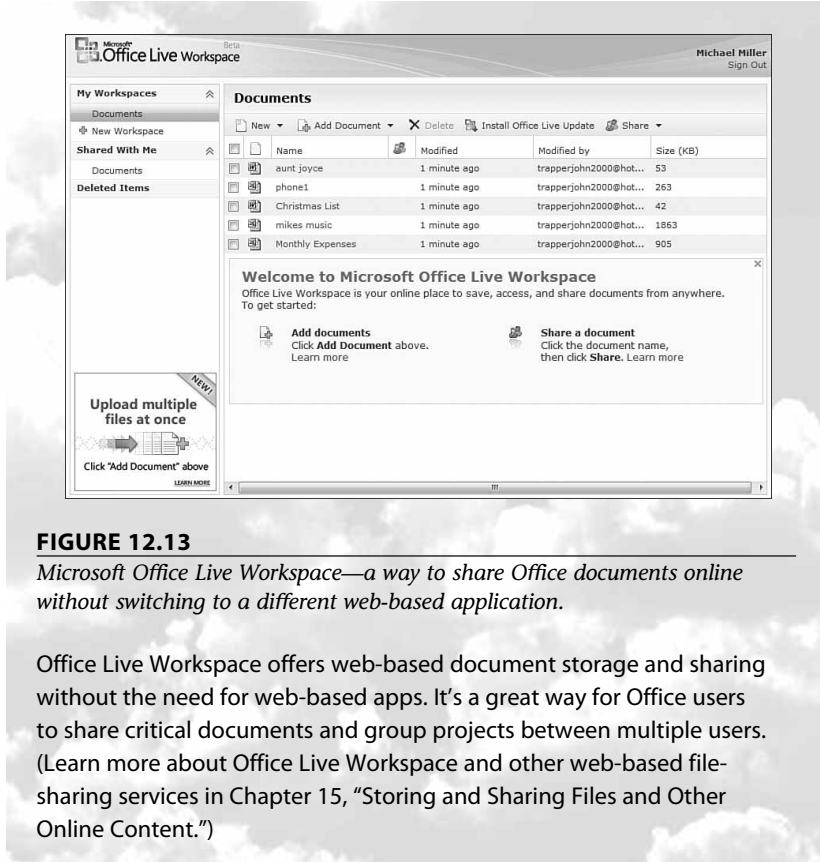 Microsoft Office Live Workspace Beta
Michael Miller
Sign Out
My Workspaces
Documents
New Workspace
Shared With Me
Documents
Deleted Items
Documents
New Add Document Delete Install Office Live Update Share
Name Modified Modified by Size (KB)
aunt joyce 1 minute ago trapperjohn2000@hot... 53
phone1 1 minute ago trapperjohn2000@hot... 263
Christmas List 1 minute ago trapperjohn2000@hot... 42
mikes music 1 minute ago trapperjohn2000@hot... 1863
Monthly Expenses 1 minute ago trapperjohn2000@hot... 905
Welcome to Microsoft Office Live Workspace
Office Live Workspace is your online place to save, access, and share documents from anywhere.
To get started:
Add documents
Click Add Document above.
Learn more
Share a document
Click the document name,
then click Share. Learn more
NEW!
Upload multiple
files at once
Click "Add Document" above
LEARN MORE
FIGURE 12.13
Microsoft Office Live Workspace—a way to share Office documents online
without switching to a different web-based application.
Office Live Workspace offers web-based document storage and sharing
without the need for web-based apps. It's a great way for Office users
to share critical documents and group projects between multiple users.
(Learn more about Office Live Workspace and other web-based file-
sharing services in Chapter 15, “Storing and Sharing Files and Other
Online Content.”)